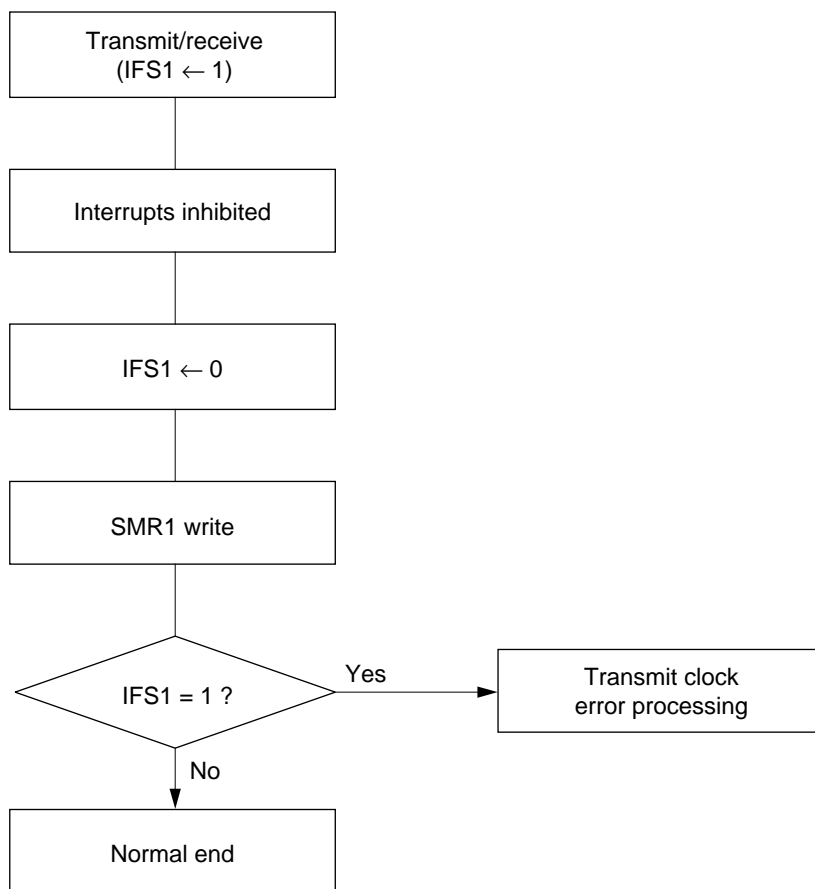 Transmit/receive
(IFS1 ← 1)
Interrupts inhibited
IFS1 ← 0
SMR1 write
IFS1 = 1 ?
Yes
Transmit clock
error processing
No
Normal end